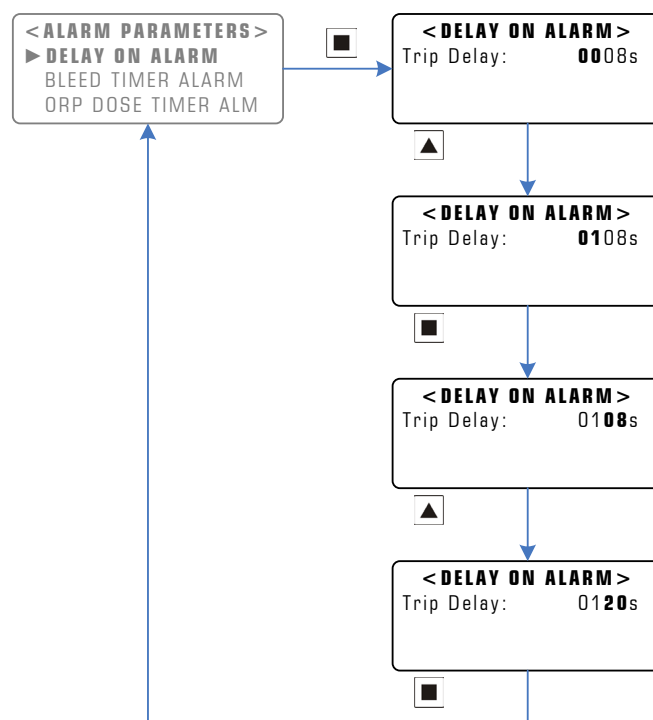 <ALARM PARAMETERS>
►DELAY ON ALARM
BLEED TIMER ALARM
ORP DOSE TIMER ALM
<DELAY ON ALARM>
Trip Delay: 0008s
<DELAY ON ALARM>
Trip Delay: 0108s
<DELAY ON ALARM>
Trip Delay: 0108s
<DELAY ON ALARM>
Trip Delay: 0120s